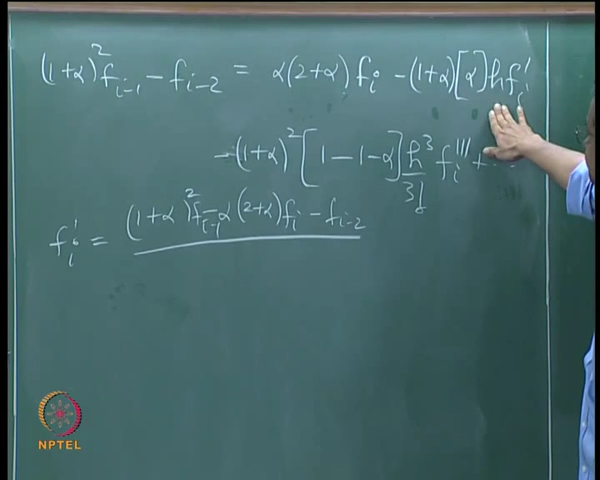 (1+α)² f_{i-1} - f_{i-2} = α(2+α) f_i - (1+α)[α] h f_i'
-(1+α)² [1-1-α] h³/3! f_i''' + ...
f_i' = (1+α)² f_{i-1} - α(2+α) f_i - f_{i-2}
NPTEL